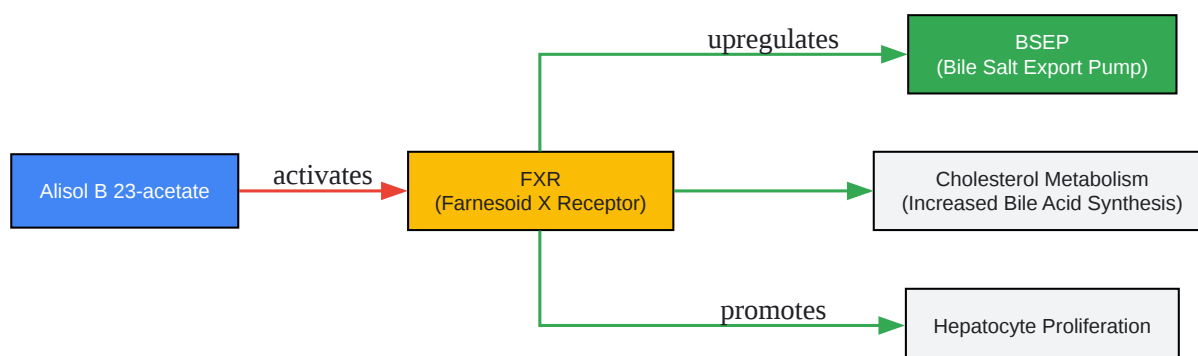 upregulates
BSEP
(Bile Salt Export Pump)
Alisol B 23-acetate
activates
FXR
(Farnesoid X Receptor)
Cholesterol Metabolism
(Increased Bile Acid Synthesis)
promotes
Hepatocyte Proliferation